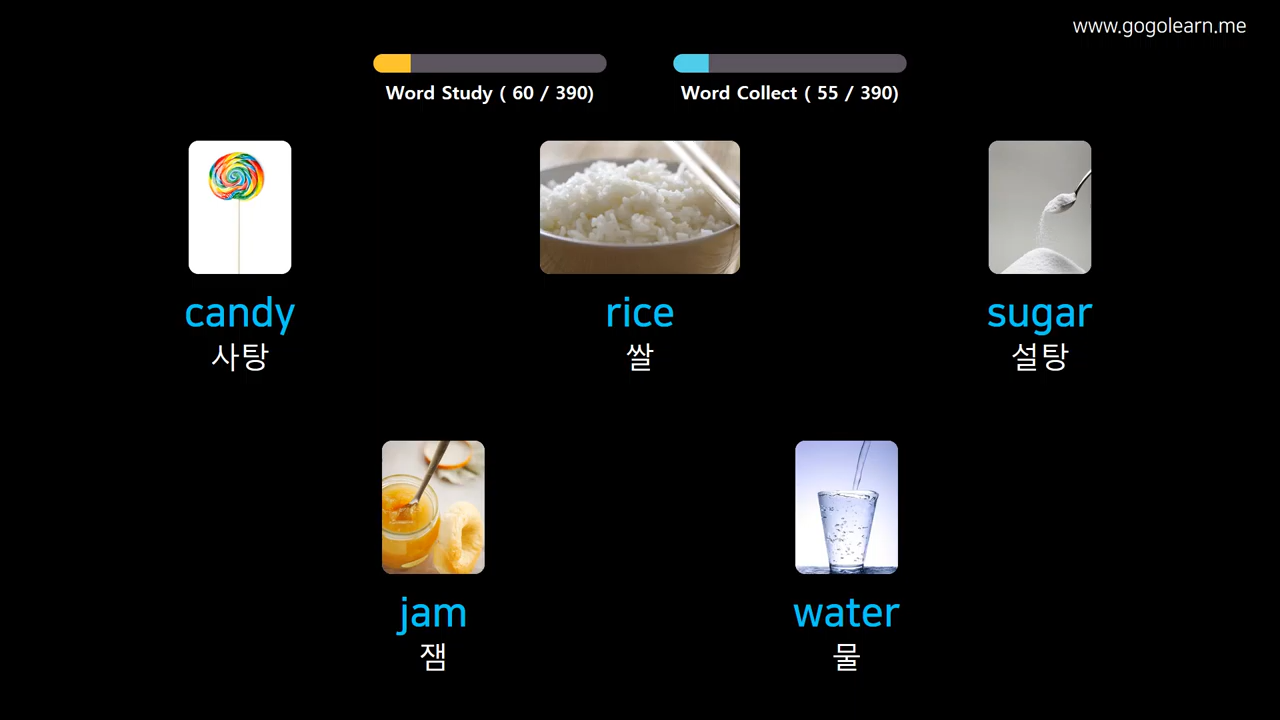 www.gogolearn.me
Word Study ( 60 / 390)
Word Collect ( 55 / 390)
candy
사탕
rice
쌀
sugar
설탕
jam
잼
water
물